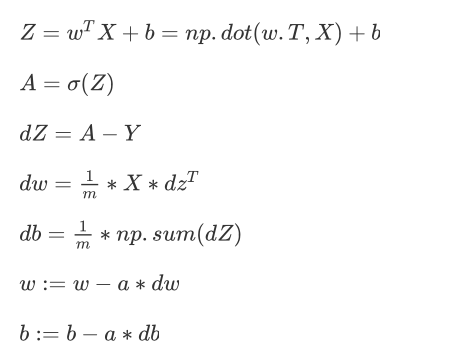 Z = w^T X + b = np.dot(w.T, X) + b
A = σ(Z)
dZ = A − Y
dw = 1/m * X * dz^T
db = 1/m * np.sum(dZ)
w := w − a * dw
b := b − a * db